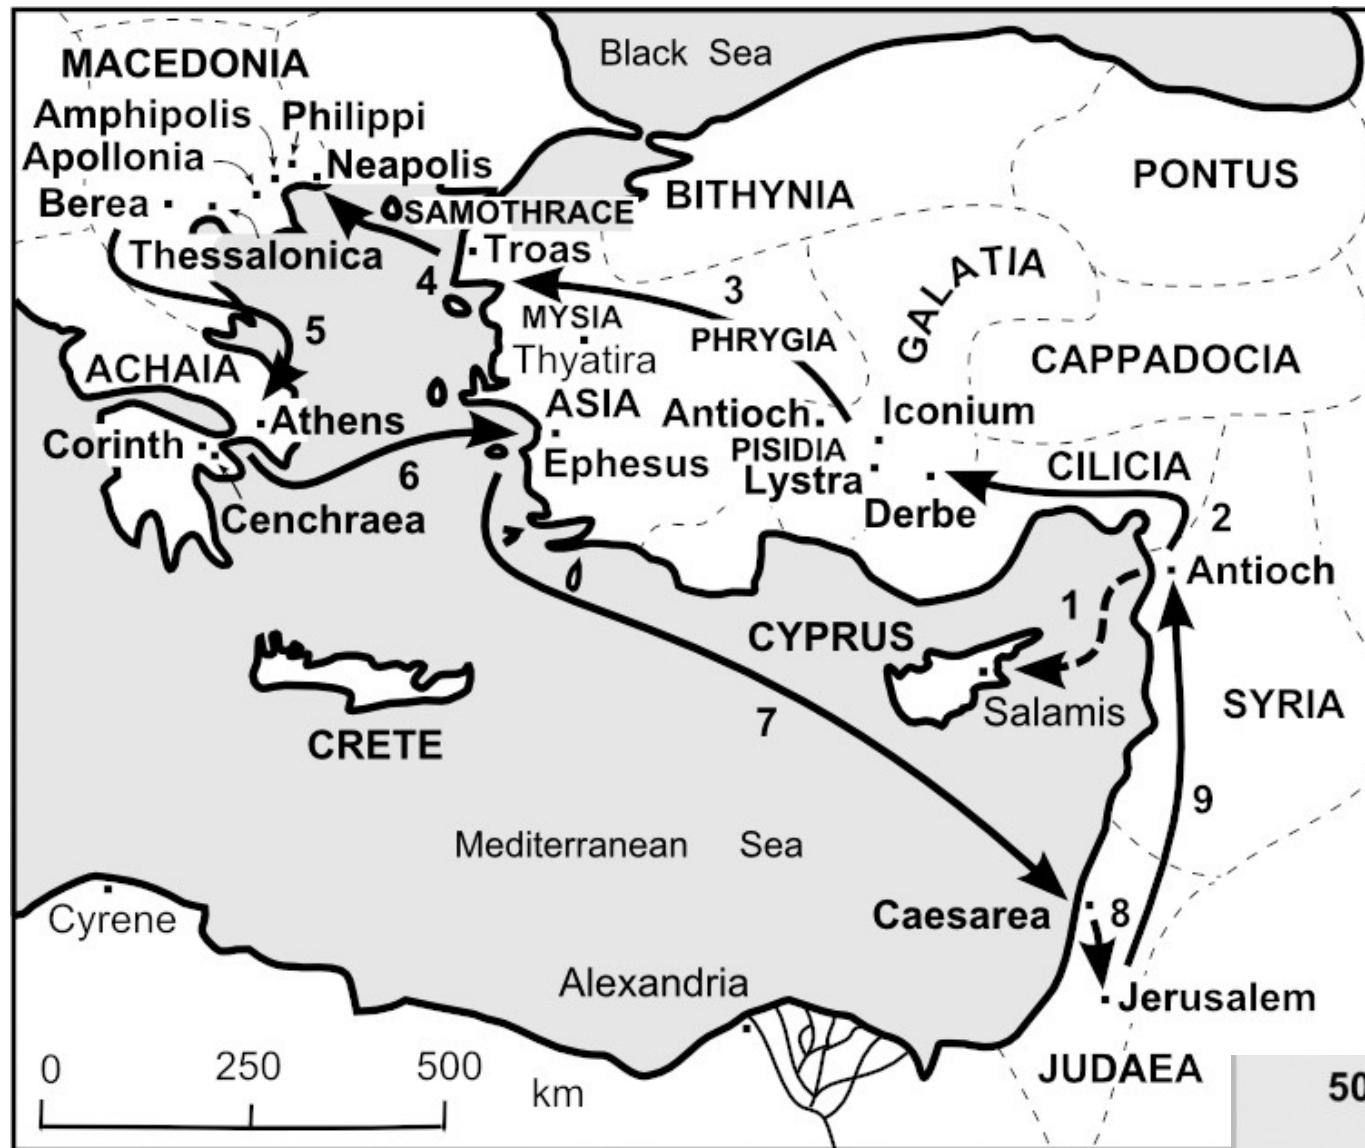 Black Sea
MACEDONIA
Amphipolis
Philippi
Apollonia
Neapolis
Berea
SAMOTHRACE
BITHYNIA
PONTUS
Thessalonica
Troas
4
3
GALATIA
5
MYSIA
PHRYGIA
Thyatira
CAPPADOCIA
ACHAIA
ASIA
Antioch
Iconium
Athens
Corinth
6
Ephesus
PISIDIA
Lystra
CILICIA
Derbe
2
Cenchraea
Antioch
1
CYPRUS
Salamis
SYRIA
CRETE
7
9
Mediterranean Sea
Cyrene
Caesarea
8
Alexandria
Jerusalem
JUDAEA
0 250 500
km
50